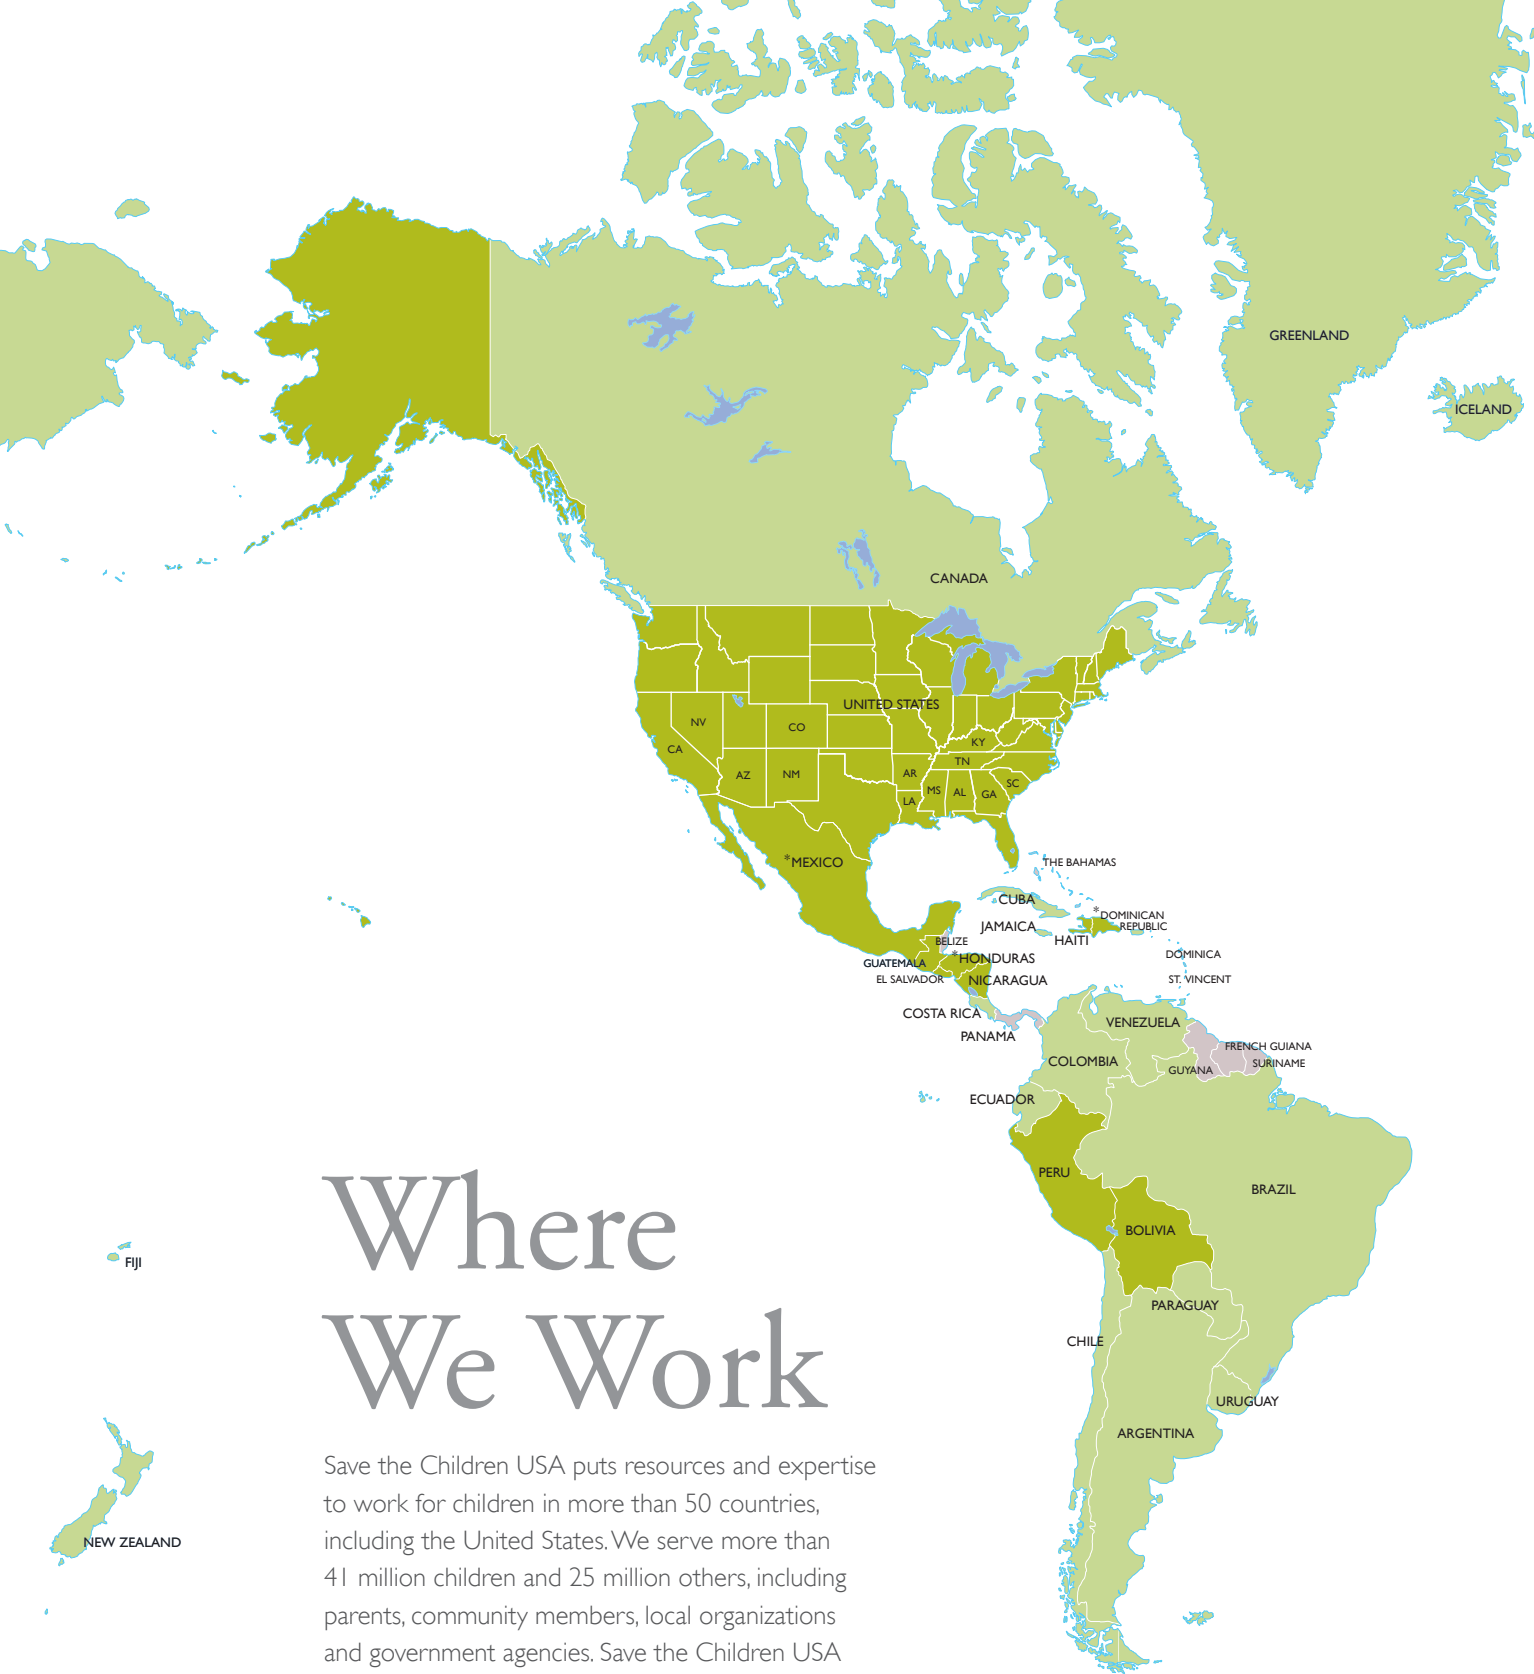 GREENLAND
ICELAND
CANADA
UNITED STATES
NV
CO
CA
KY
TN
AZ
NM
AR
SC
MS
AL
GA
LA
*MEXICO
THE BAHAMAS
CUBA
*DOMINICAN
REPUBLIC
JAMAICA
HAITI
BELIZE
DOMINICA
*HONDURAS
GUATEMALA
EL SALVADOR
NICARAGUA
ST. VINCENT
COSTA RICA
PANAMA
VENEZUELA
FRENCH GUIANA
COLOMBIA
SURINAME
GUYANA
ECUADOR
PERU
BRAZIL
BOLIVIA
FIJI
PARAGUAY
CHILE
URUGUAY
ARGENTINA
NEW ZEALAND
Where
We Work
Save the Children USA puts resources and expertise
to work for children in more than 50 countries,
including the United States. We serve more than
41 million children and 25 million others, including
parents, community members, local organizations
and government agencies. Save the Children USA